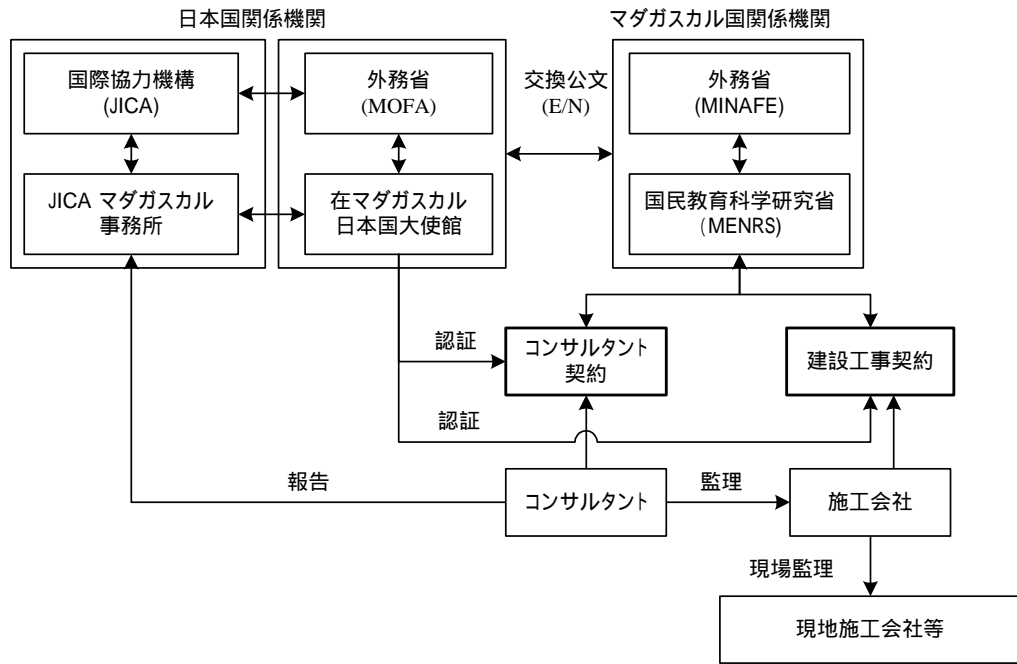 日本国関係機関
マダガスカル国関係機関
国際協力機構
(JICA)
外務省
(MOFA)
交換公文
(E/N)
外務省
(MINAFE)
JICA マダガスカル
事務所
在マダガスカル
日本国大使館
国民教育科学研究省
(MENRS)
認証
コンサルタント
契約
建設工事契約
認証
報告
コンサルタント
監理
施工会社
現場監理
現地施工会社等